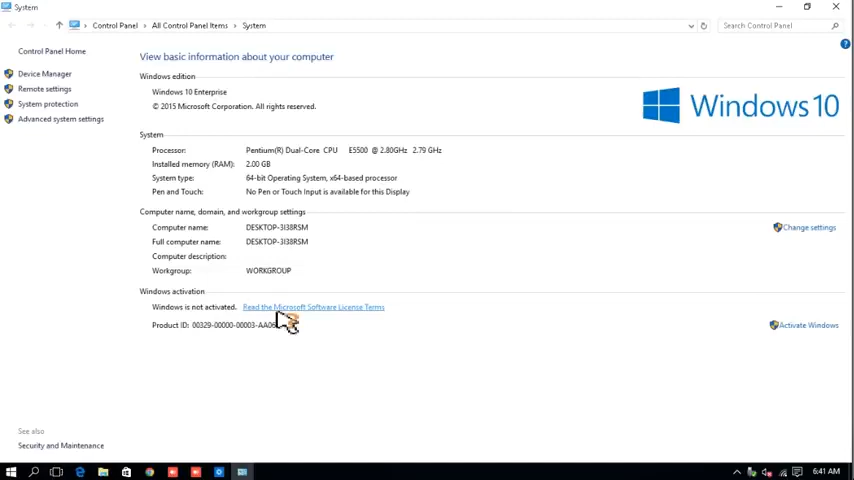 System
Control Panel > All Control Panel Items > System
Search Control Panel
Control Panel Home
Device Manager
Remote settings
System protection
Advanced system settings
View basic information about your computer
Windows edition
Windows 10 Enterprise
© 2015 Microsoft Corporation. All rights reserved.
Windows 10
System
Processor: Pentium(R) Dual-Core CPU E5500 @ 2.80GHz 2.79 GHz
Installed memory (RAM): 2.00 GB
System type: 64-bit Operating System, x64-based processor
Pen and Touch: No Pen or Touch Input is available for this Display
Computer name, domain, and workgroup settings
Computer name: DESKTOP-3I38RSM
Change settings
Full computer name: DESKTOP-3I38RSM
Computer description:
Workgroup: WORKGROUP
Windows activation
Windows is not activated. Read the Microsoft Software License Terms
Product ID: 00329-00000-00003-
Activate Windows
See also
Security and Maintenance
6:41 AM